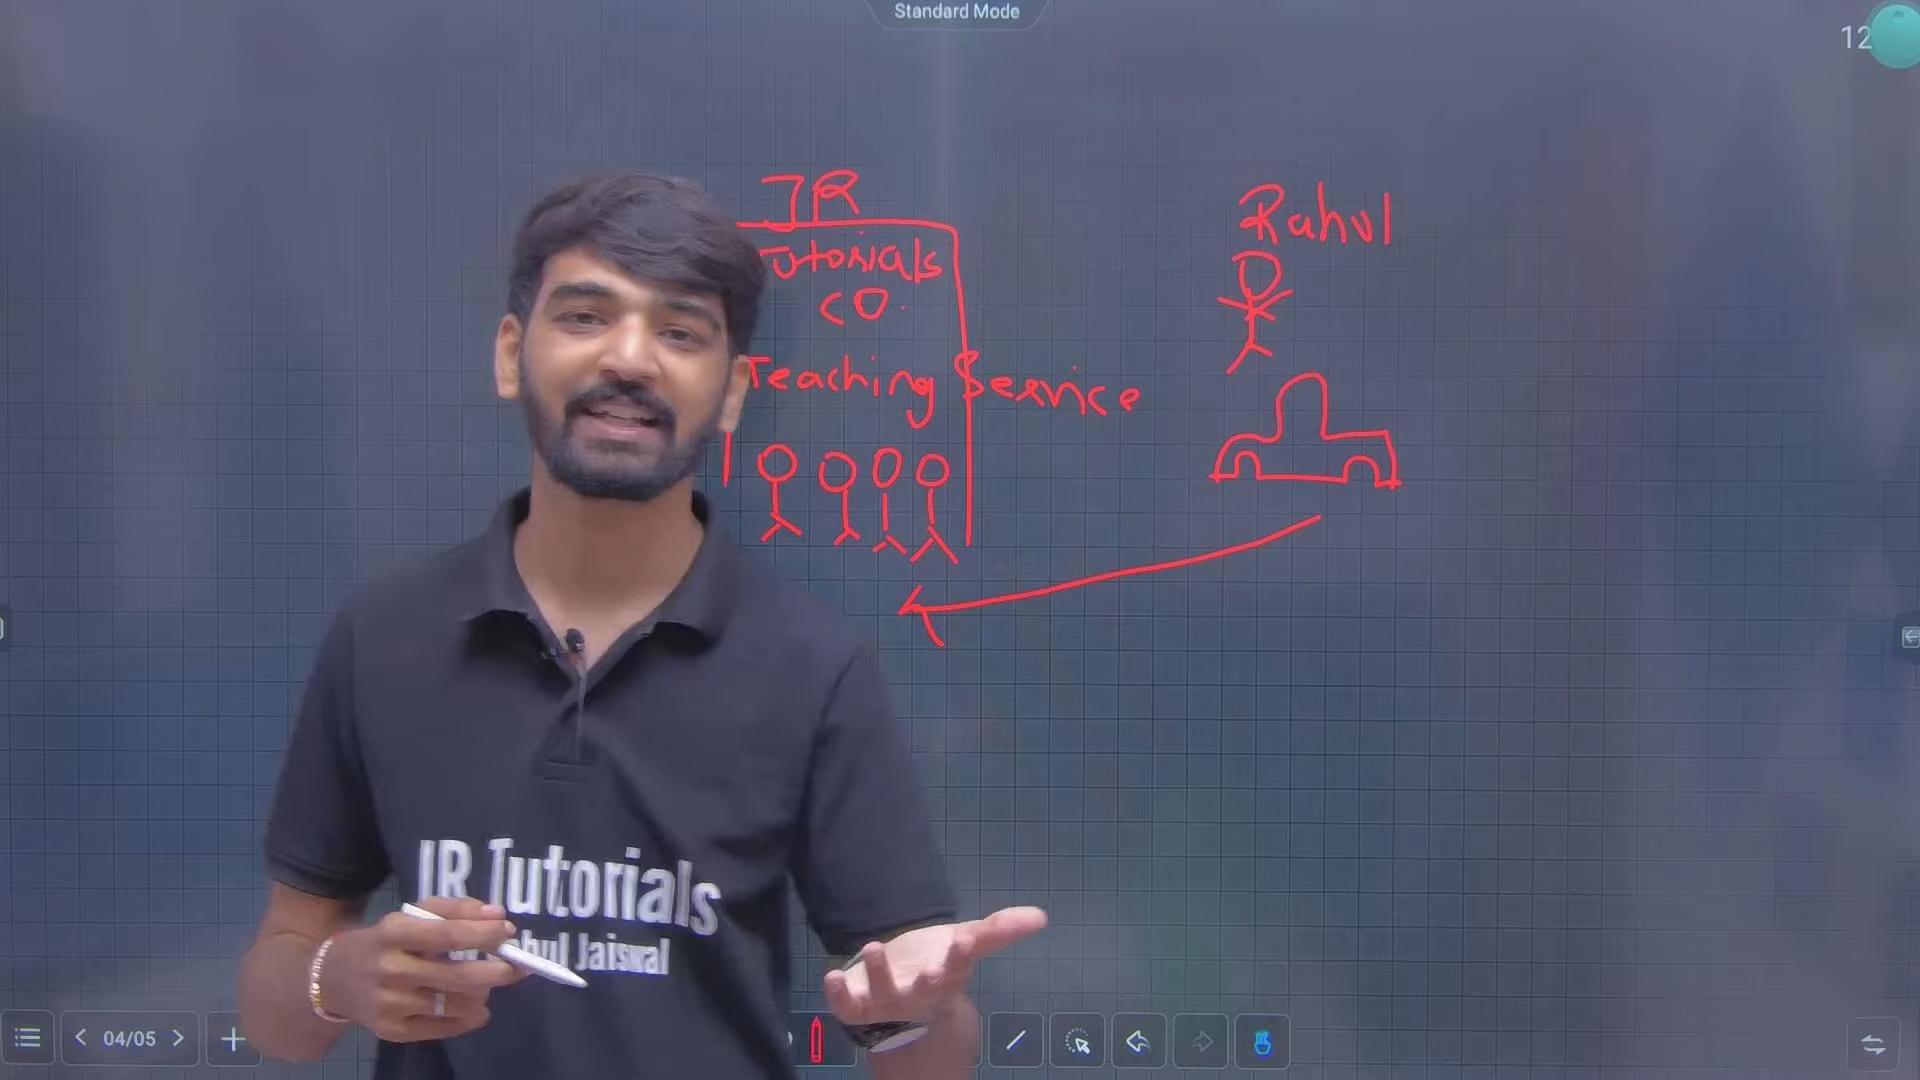 Standard Mode
12
JR
Tutorials
CO.
Teaching Service
Rahul
JR Tutorials
Jaiswal
04/05